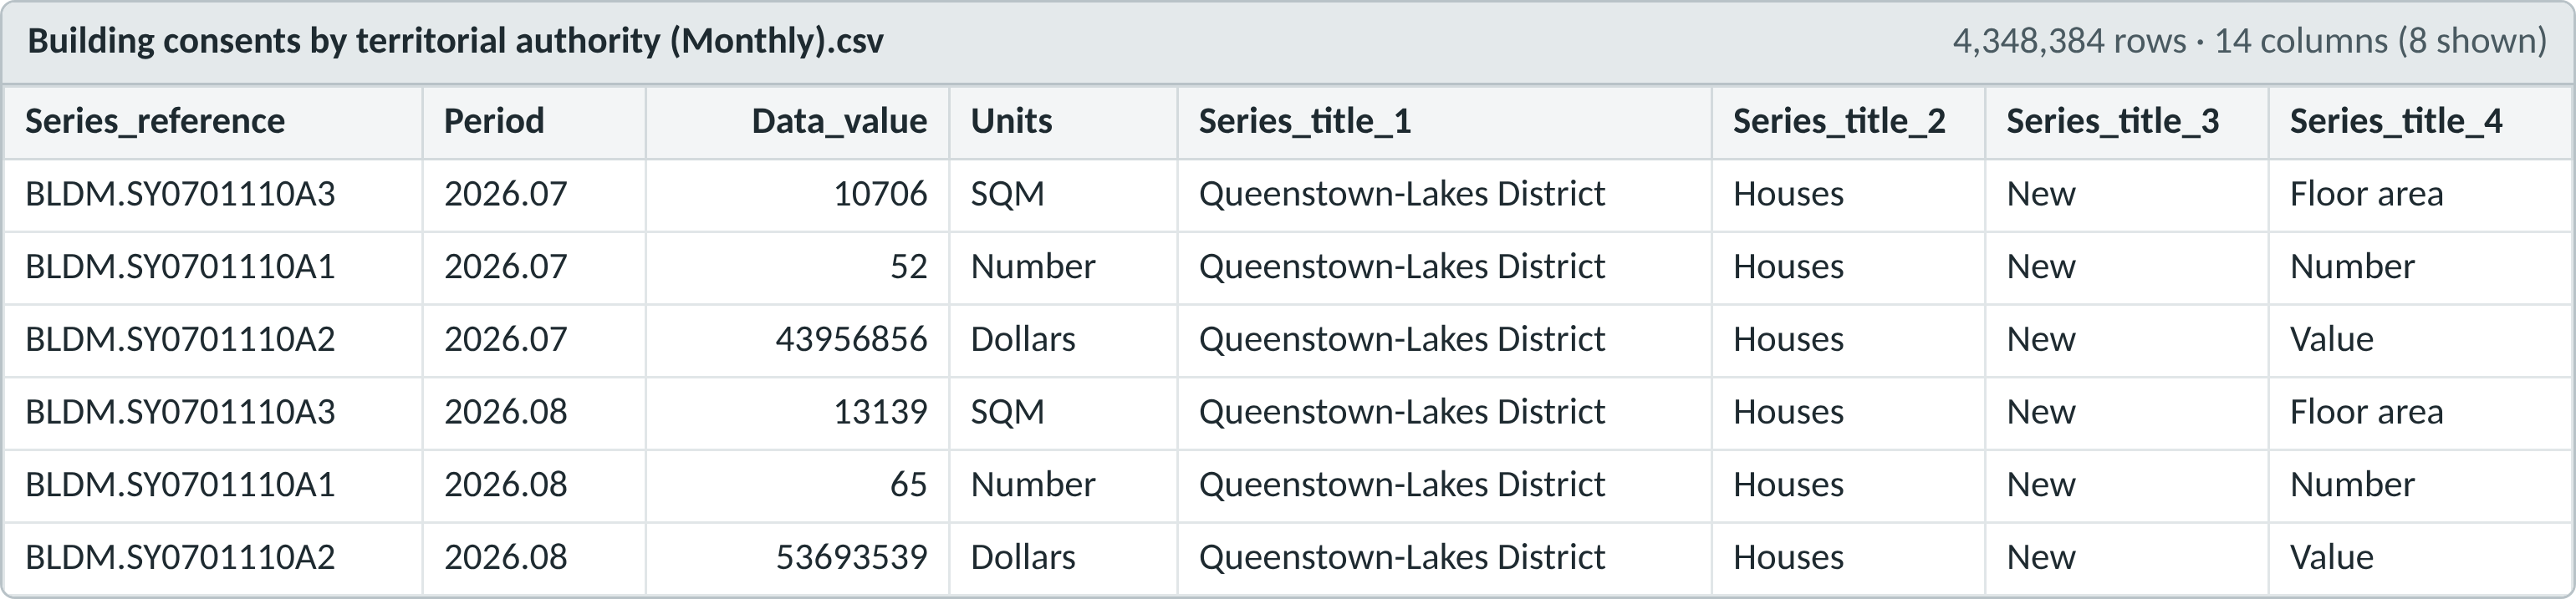 Building consents by territorial authority (Monthly).csv 4,348,384 rows · 14 columns (8 shown)
Series_reference Period Data_value Units Series_title_1 Series_title_2 Series_title_3 Series_title_4
BLDM.SY0701110A3 2026.07 10706 SQM Queenstown-Lakes District Houses New Floor area
BLDM.SY0701110A1 2026.07 52 Number Queenstown-Lakes District Houses New Number
BLDM.SY0701110A2 2026.07 43956856 Dollars Queenstown-Lakes District Houses New Value
BLDM.SY0701110A3 2026.08 13139 SQM Queenstown-Lakes District Houses New Floor area
BLDM.SY0701110A1 2026.08 65 Number Queenstown-Lakes District Houses New Number
BLDM.SY0701110A2 2026.08 53693539 Dollars Queenstown-Lakes District Houses New Value